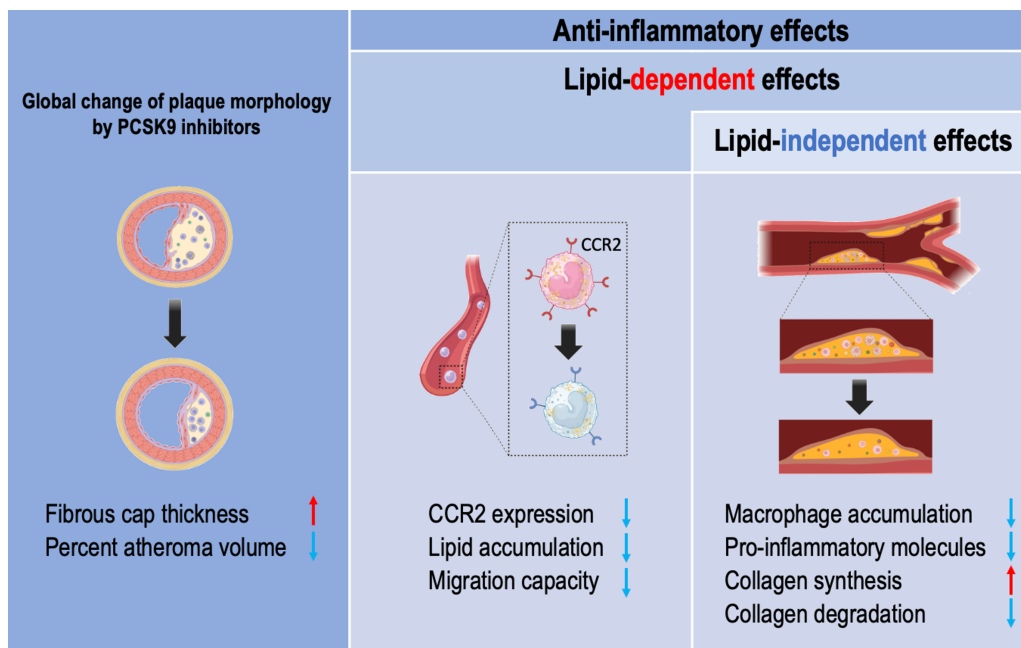 Anti-inflammatory effects
Lipid-dependent effects
Lipid-independent effects
Global change of plaque morphology
by PCSK9 inhibitors
Fibrous cap thickness
Percent atheroma volume
CCR2
CCR2 expression
Lipid accumulation
Migration capacity
Macrophage accumulation
Pro-inflammatory molecules
Collagen synthesis
Collagen degradation